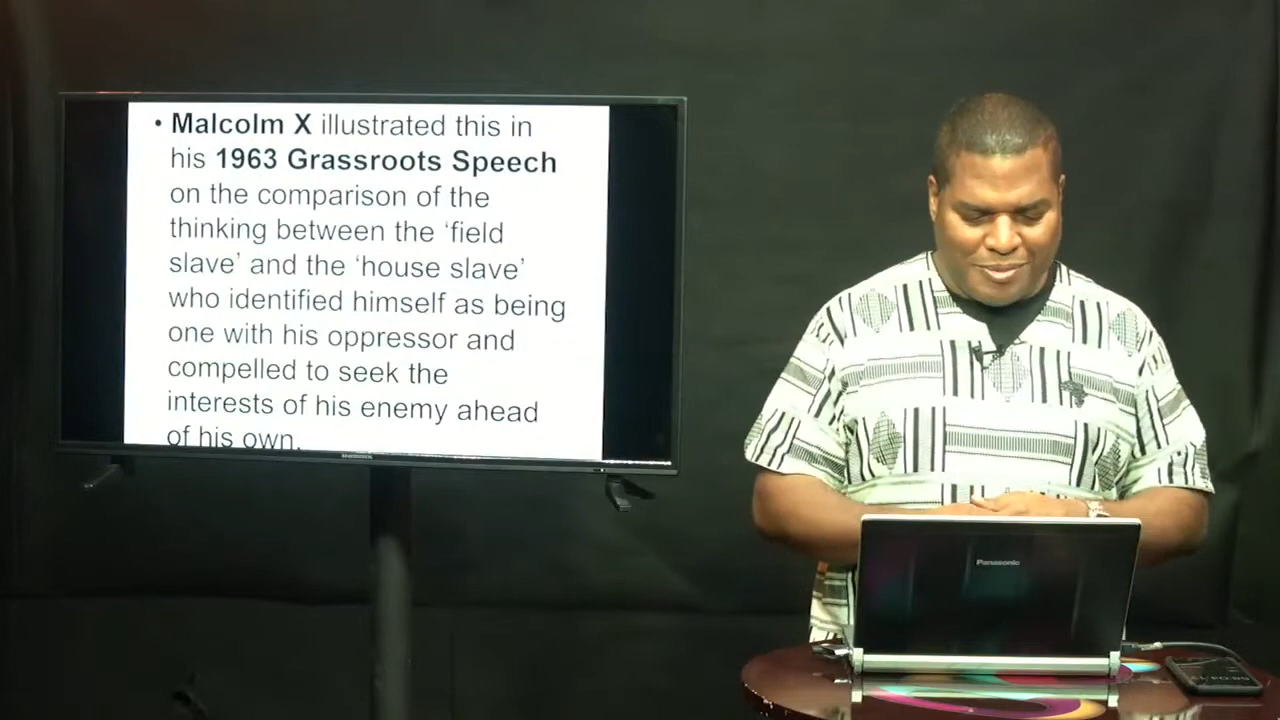 • Malcolm X illustrated this in
his 1963 Grassroots Speech
on the comparison of the
thinking between the ‘field
slave’ and the ‘house slave’
who identified himself as being
one with his oppressor and
compelled to seek the
interests of his enemy ahead
of his own.
Panasonic